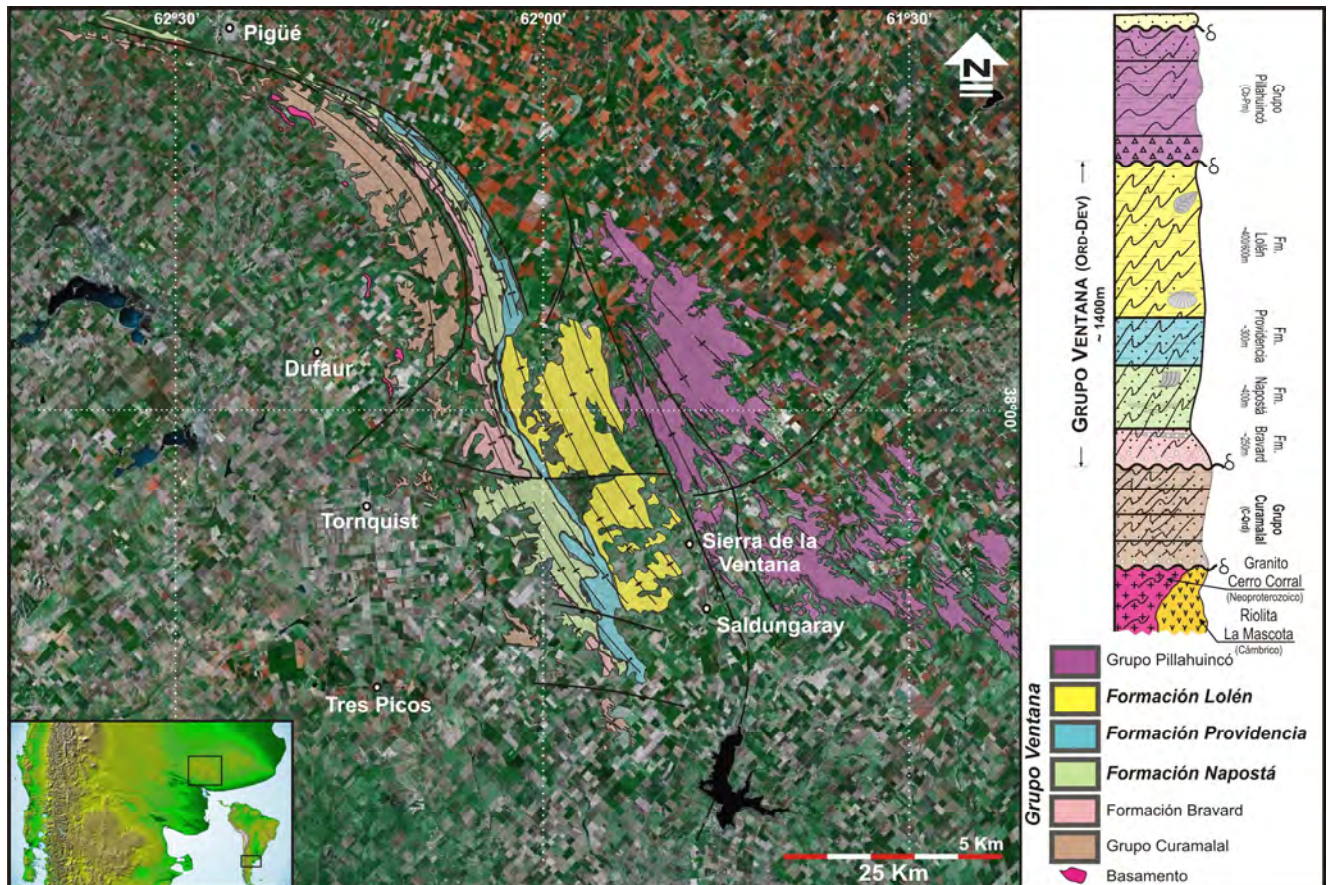 62°30'
62°00'
61°30'
Pigüé
N
Dufaur
38°00'
Tornquist
Sierra de la
Ventana
Saldungaray
Tres Picos
5 Km
25 Km
δ
Grupo
Pillahuincó
(Cb-Pm)
δ
GRUPO VENTANA (ORD-DEV)
~ 1400m
Fm.
Lolén
~400/600m
Fm.
Providencia
~300m
Fm.
Napostá
~400m
Fm.
Bravard
~250m
δ
Grupo
Curamalal
δ
Granito
Cerro Corral
(Neoproterozoico)
Riolita
La Mascota
(Cámbrico)
Grupo Ventana
Grupo Pillahuincó
Formación Lolén
Formación Providencia
Formación Napostá
Formación Bravard
Grupo Curamalal
Basamento